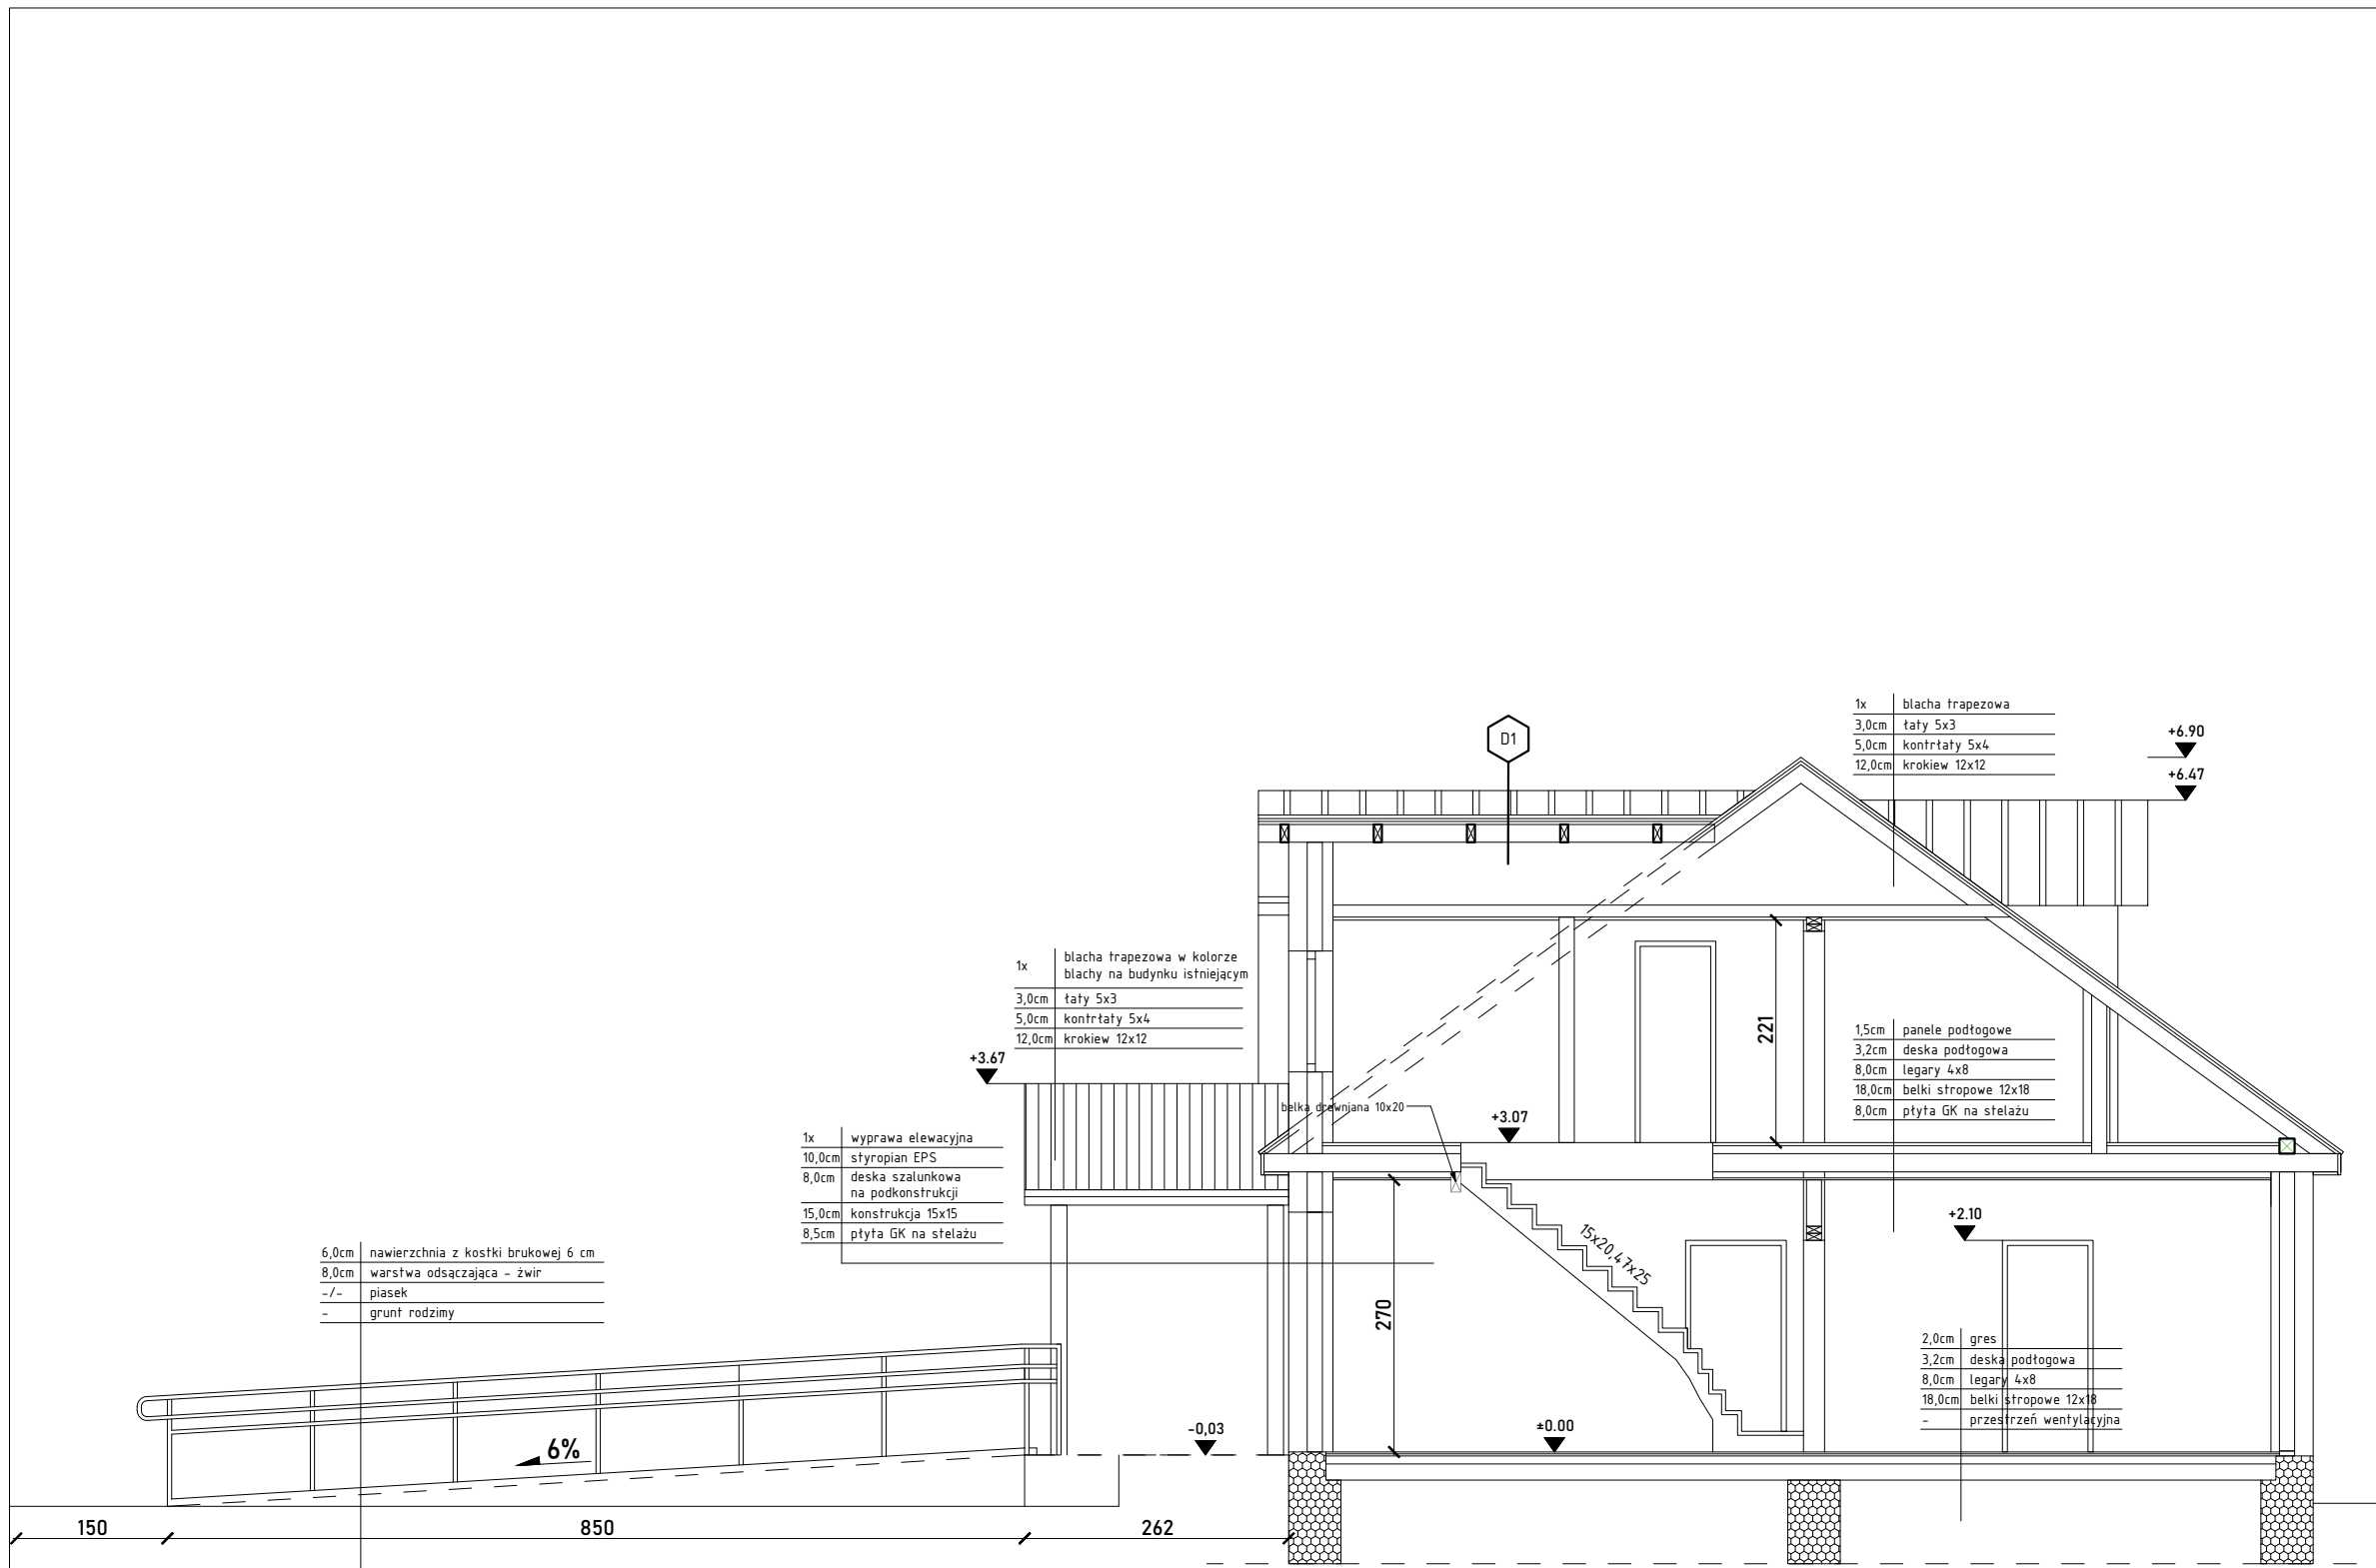 D1
1x blacha trapezowa
3,0cm łaty 5x3
5,0cm kontrłaty 5x4
12,0cm krokiew 12x12
+6.90
+6.47
1x blacha trapezowa w kolorze
blachy na budynku istniejącym
3,0cm łaty 5x3
5,0cm kontrłaty 5x4
12,0cm krokiew 12x12
+3.67
221
1,5cm panele podłogowe
3,2cm deska podłogowa
8,0cm legary 4x8
18,0cm belki stropowe 12x18
8,0cm płyta GK na stelażu
belka drewniana 10x20
+3.07
1x wyprawa elewacyjna
10,0cm styropian EPS
8,0cm deska szalunkowa
na podkonstrukcji
15,0cm konstrukcja 15x15
8,5cm płyta GK na stelażu
+2.10
15x20,47x25
270
6,0cm nawierzchnia z kostki brukowej 6 cm
8,0cm warstwa odsączająca - żwir
-/- piasek
- grunt rodzimy
2,0cm gres
3,2cm deska podłogowa
8,0cm legary 4x8
18,0cm belki stropowe 12x18
- przestrzeń wentylacyjna
6%
-0,03
±0.00
150
850
262